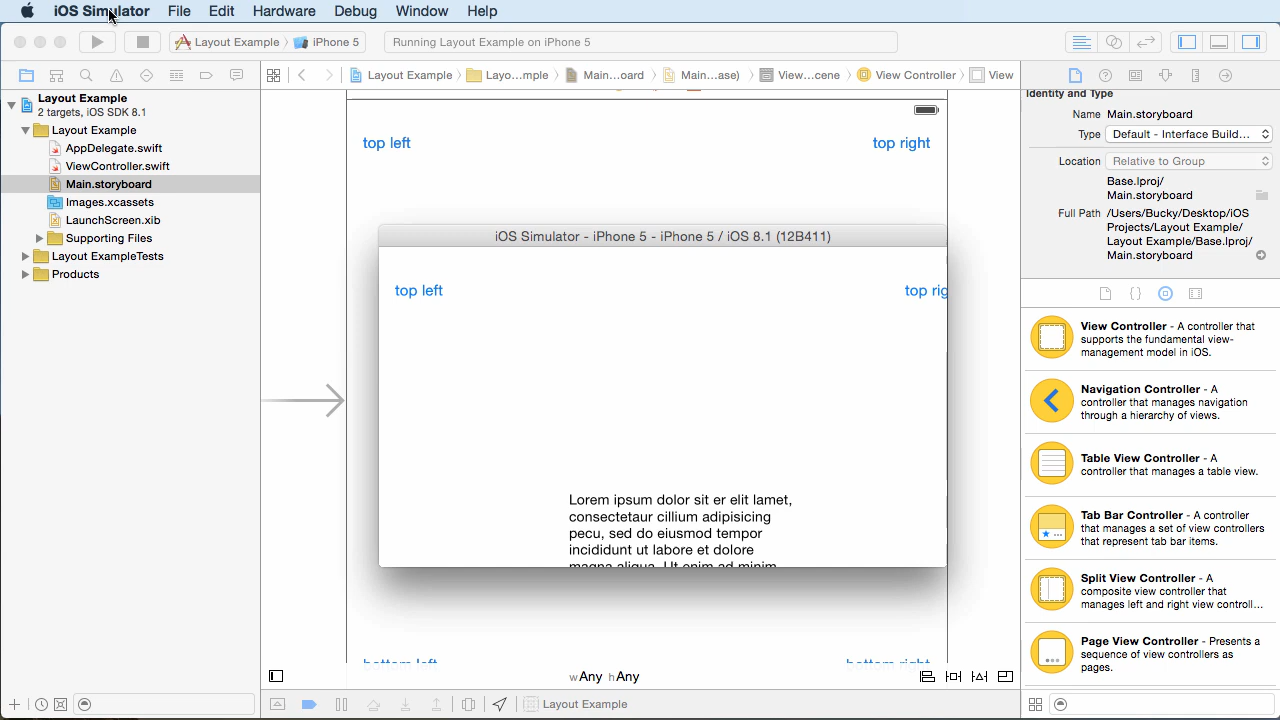 iOS Simulator File Edit Hardware Debug Window Help
Layout Example iPhone 5 Running Layout Example on iPhone 5
Layout Example Layo...mple Main....oard Main....ase) View...cene View Controller View
Layout Example
2 targets, iOS SDK 8.1
Layout Example
AppDelegate.swift
ViewController.swift
Main.storyboard
Images.xcassets
LaunchScreen.xib
Supporting Files
Layout ExampleTests
Products
top left top right
iOS Simulator - iPhone 5 - iPhone 5 / iOS 8.1 (12B411)
top left top rig
Lorem ipsum dolor sit er elit lamet,
consectetaur cillium adipisicing
pecu, sed do eiusmod tempor
incididunt ut labore et dolore
magna aliqua. Ut enim ad minim
bottom left bottom right
wAny hAny
Layout Example
Identity and Type
Name Main.storyboard
Type Default - Interface Build...
Location Relative to Group
Base.lproj/
Main.storyboard
Full Path /Users/Bucky/Desktop/iOS
Projects/Layout Example/
Layout Example/Base.lproj/
Main.storyboard
View Controller - A controller that
supports the fundamental view-
management model in iOS.
Navigation Controller - A
controller that manages navigation
through a hierarchy of views.
Table View Controller - A
controller that manages a table view.
Tab Bar Controller - A controller
that manages a set of view controllers
that represent tab bar items.
Split View Controller - A
composite view controller that
manages left and right view controll...
Page View Controller - Presents a
sequence of view controllers as
pages.